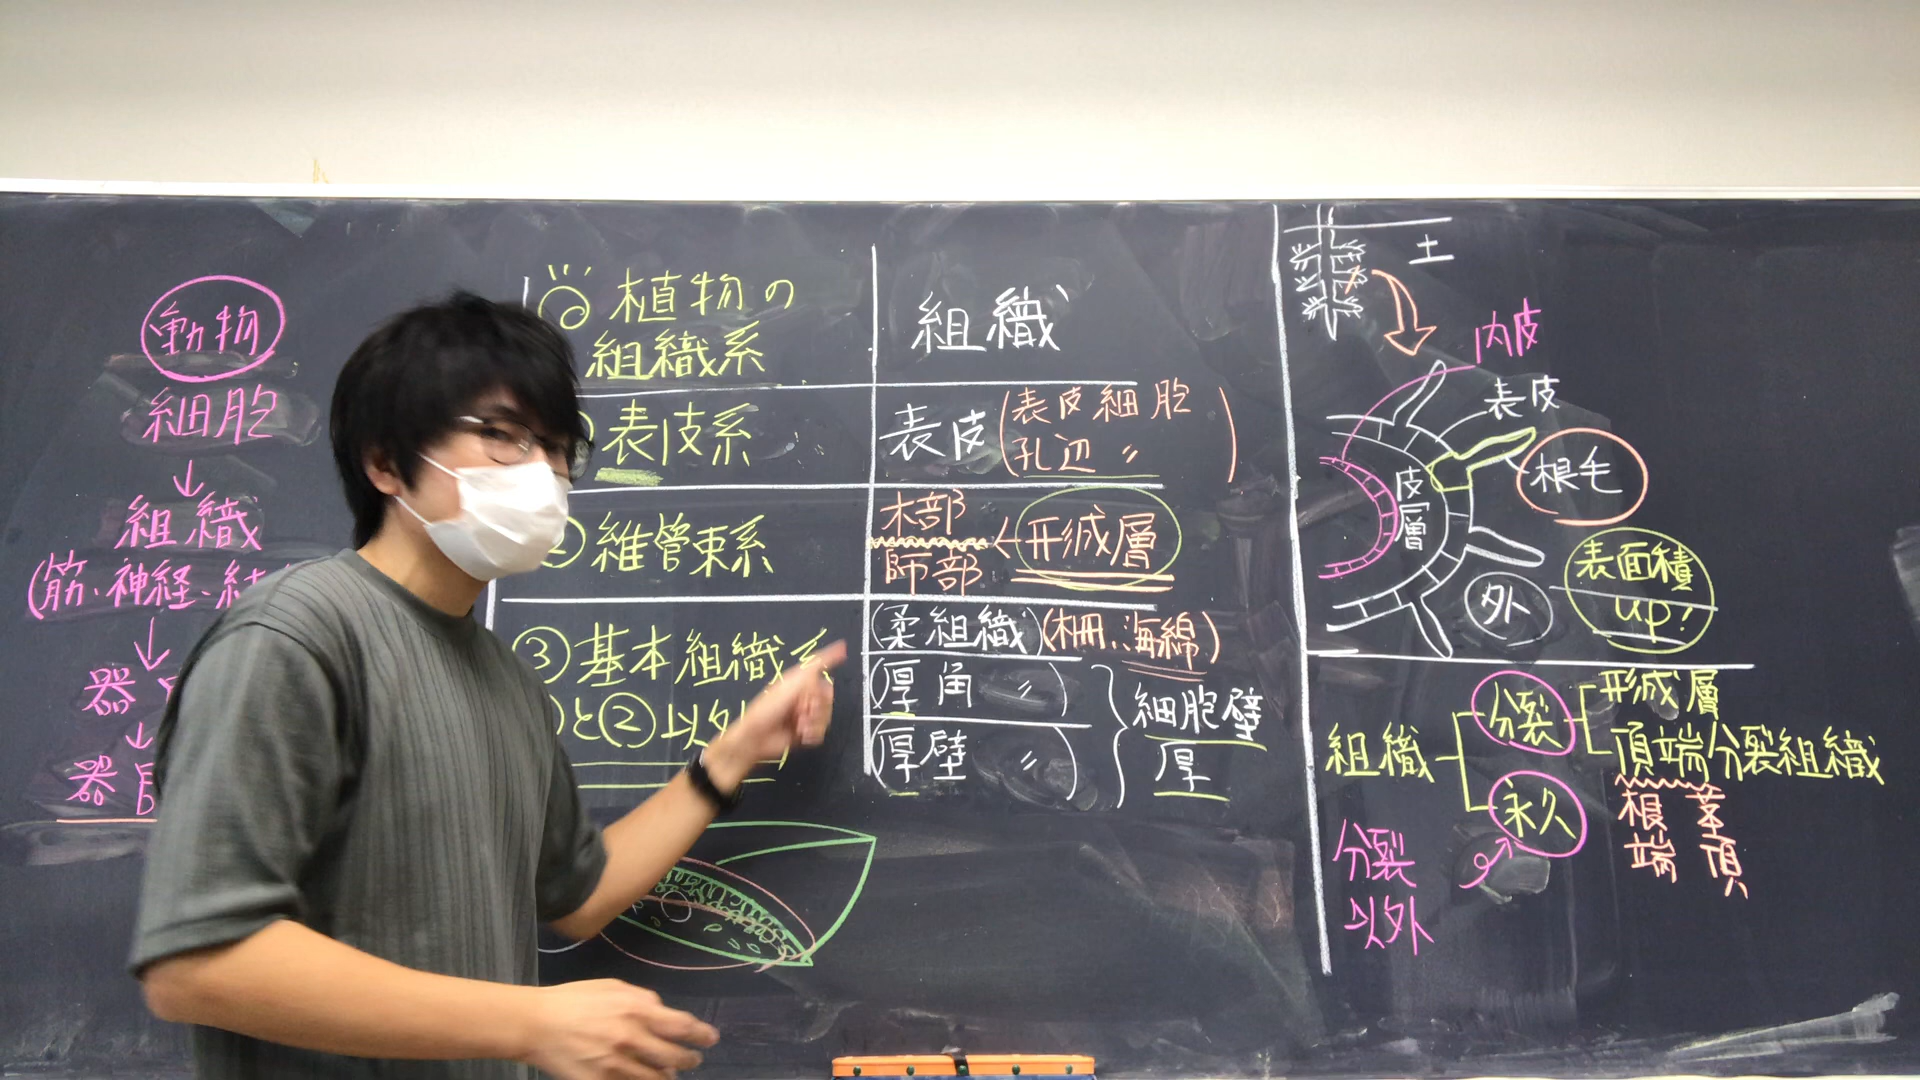 動物
細胞
↓
組織
(筋、神経、
↓
器
↓
器
植物の
組織系
表皮系
② 維管束系
③ 基本組織系
と②以外
組織
表皮(表皮細胞
孔辺〃)
木部
師部
形成層
(柔組織)(柵、海綿)
(厚角〃)
(厚壁〃)
細胞壁
厚
土
内皮
表皮
根毛
皮層
外
表面積
up!
組織
分裂
形成層
頂端分裂組織
根端
茎頂
永久
分裂
以外